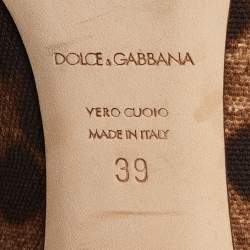 DOLCE & GABBANA
VERO CUOIO
MADE IN ITALY
39